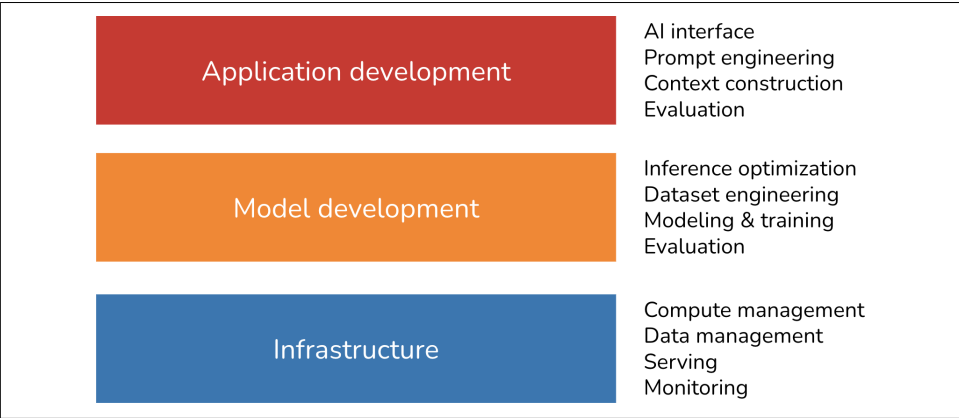 Application development
AI interface
Prompt engineering
Context construction
Evaluation
Model development
Inference optimization
Dataset engineering
Modeling & training
Evaluation
Infrastructure
Compute management
Data management
Serving
Monitoring